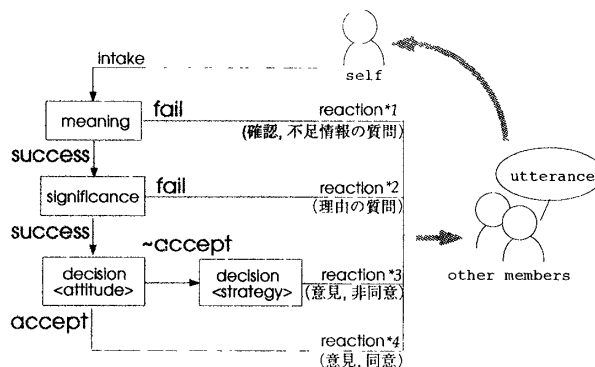 intake
self
meaning
fail
reaction*1
(確認, 不足情報の質問)
success
utterance
significance
fail
reaction*2
(理由の質問)
success
~accept
other members
decision
<attitude>
decision
<strategy>
reaction*3
(意見, 非同意)
accept
reaction*4
(意見, 同意)